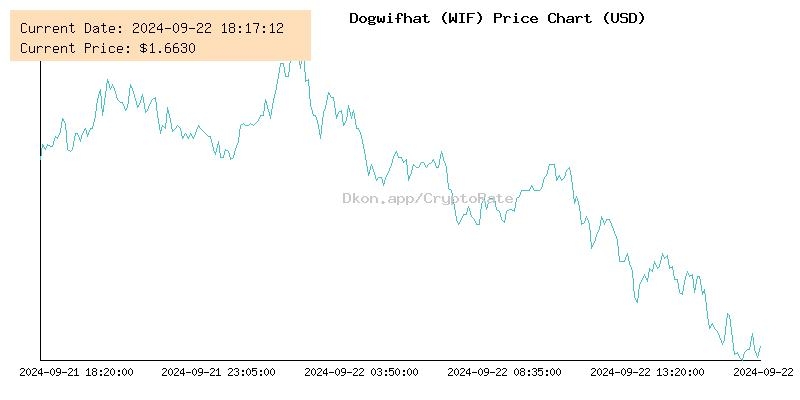 Dogwifhat (WIF) Price Chart (USD)
Current Date: 2024-09-22 18:17:12
Current Price: $1.6630
Dkon.app/CryptoRate
2024-09-21 18:20:00
2024-09-21 23:05:00
2024-09-22 03:50:00
2024-09-22 08:35:00
2024-09-22 13:20:00
2024-09-22